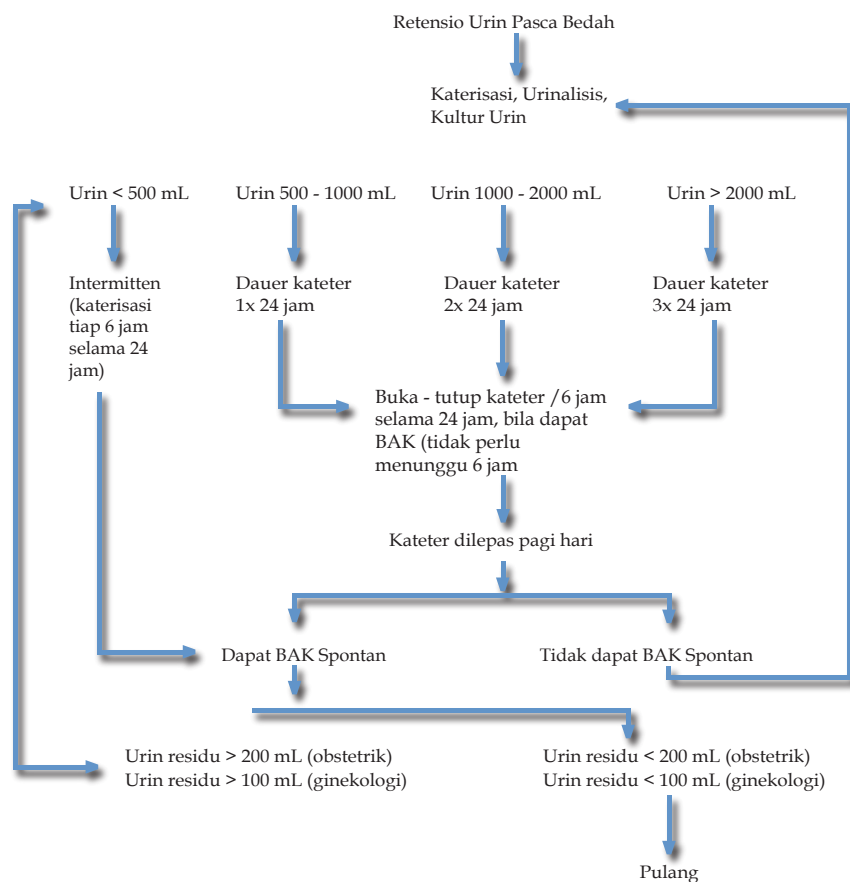 Retensio Urin Pasca Bedah
Katerisasi, Urinalisis,
Kultur Urin
Urin < 500 mL
Urin 500 - 1000 mL
Urin 1000 - 2000 mL
Urin > 2000 mL
Intermitten
(katerisasi
tiap 6 jam
selama 24
jam)
Dauer kateter
1x 24 jam
Dauer kateter
2x 24 jam
Dauer kateter
3x 24 jam
Buka - tutup kateter /6 jam
selama 24 jam, bila dapat
BAK (tidak perlu
menunggu 6 jam
Kateter dilepas pagi hari
Dapat BAK Spontan
Tidak dapat BAK Spontan
Urin residu > 200 mL (obstetrik)
Urin residu > 100 mL (ginekologi)
Urin residu < 200 mL (obstetrik)
Urin residu < 100 mL (ginekologi)
Pulang